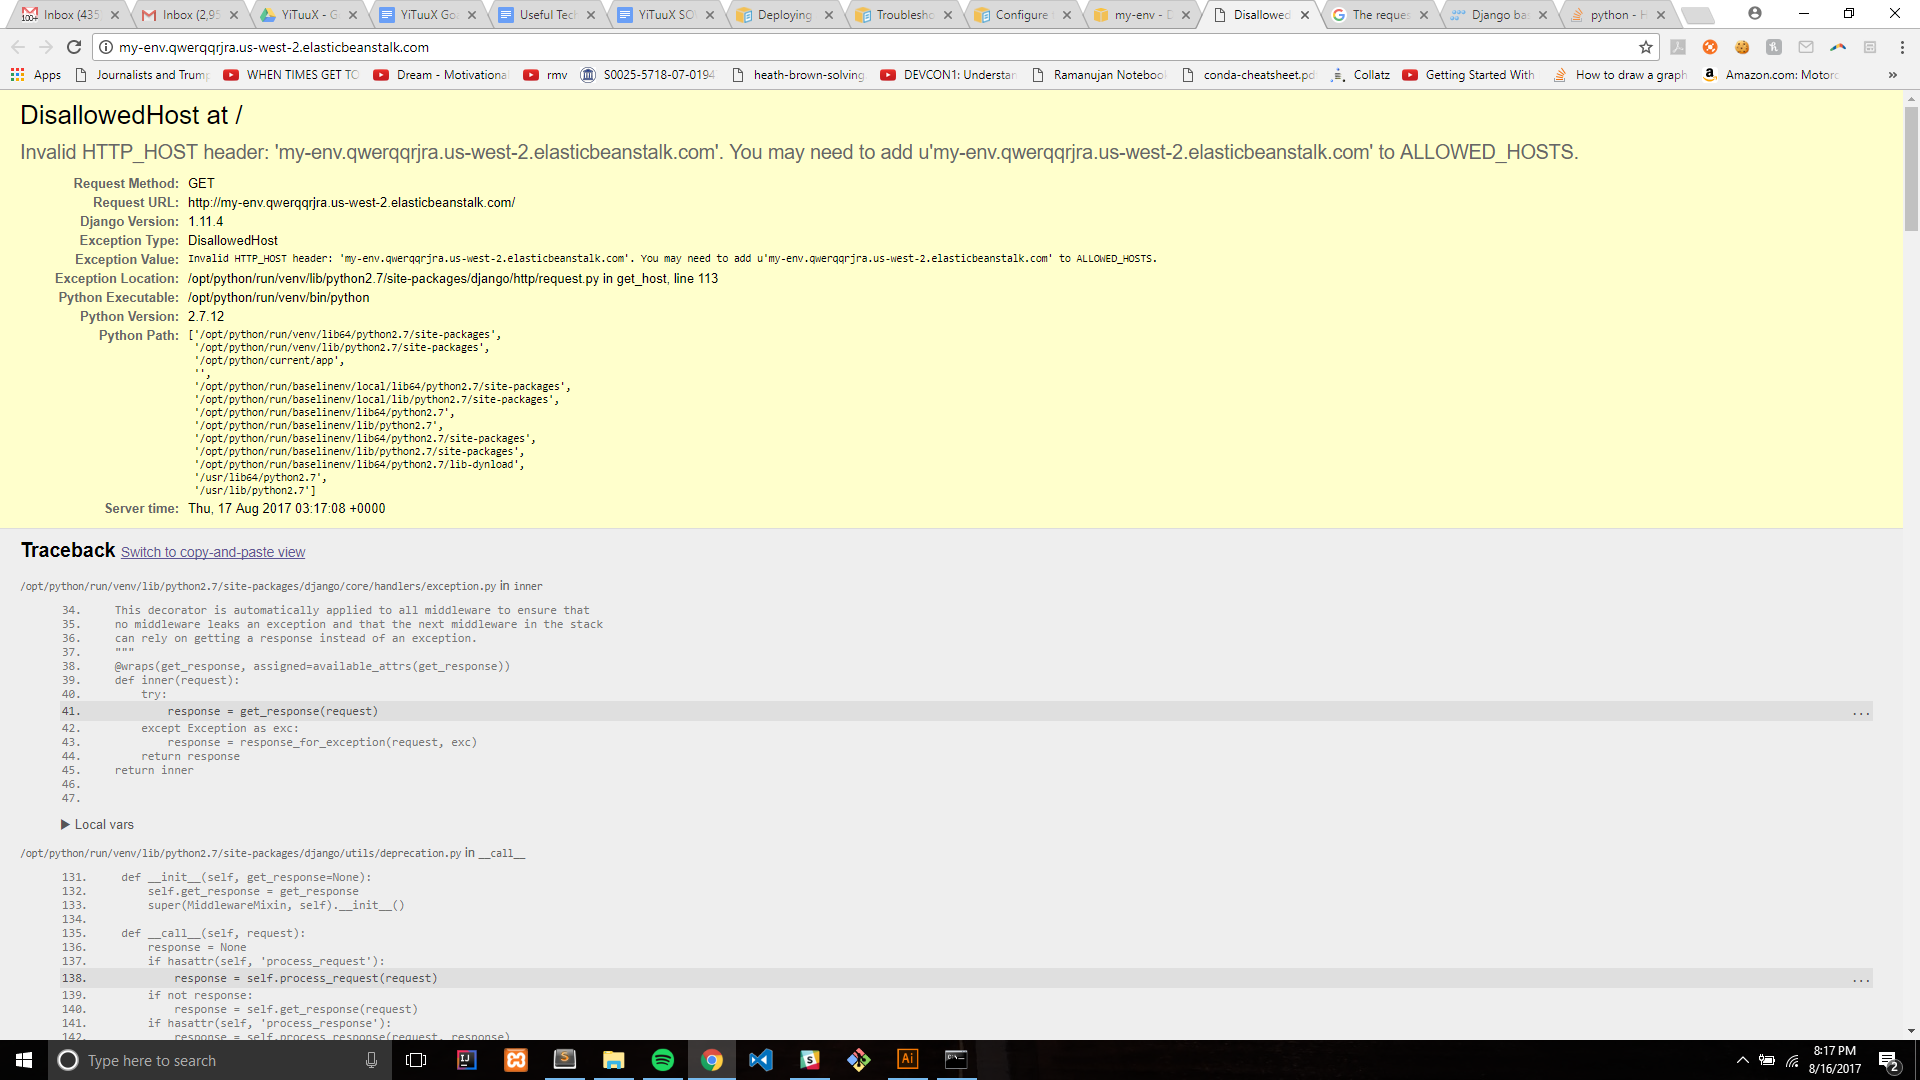 Inbox (435
Inbox (2,95
YiTuuX - G
YiTuuX Go
Useful Tec
YiTuuX SO
Deploying
Troublesh
Configure
my-env - D
Disallowed
The reques
Django ba
python - H
my-env.qwerqqrjra.us-west-2.elasticbeanstalk.com
Apps
Journalists and Trump
WHEN TIMES GET TO
Dream - Motivational
rmv
S0025-5718-07-0194
heath-brown-solving
DEVCON1: Understan
Ramanujan Notebook
conda-cheatsheet.pd
Collatz
Getting Started With
How to draw a graph
Amazon.com: Motor
»
DisallowedHost at /
Invalid HTTP_HOST header: 'my-env.qwerqqrjra.us-west-2.elasticbeanstalk.com'. You may need to add u'my-env.qwerqqrjra.us-west-2.elasticbeanstalk.com' to ALLOWED_HOSTS.
Request Method: GET
Request URL: http://my-env.qwerqqrjra.us-west-2.elasticbeanstalk.com/
Django Version: 1.11.4
Exception Type: DisallowedHost
Exception Value: Invalid HTTP_HOST header: 'my-env.qwerqqrjra.us-west-2.elasticbeanstalk.com'. You may need to add u'my-env.qwerqqrjra.us-west-2.elasticbeanstalk.com' to ALLOWED_HOSTS.
Exception Location: /opt/python/run/venv/lib/python2.7/site-packages/django/http/request.py in get_host, line 113
Python Executable: /opt/python/run/venv/bin/python
Python Version: 2.7.12
Python Path: ['/opt/python/run/venv/lib64/python2.7/site-packages',
'/opt/python/run/venv/lib/python2.7/site-packages',
'/opt/python/current/app',
'',
'/opt/python/run/baselinenv/local/lib64/python2.7/site-packages',
'/opt/python/run/baselinenv/local/lib/python2.7/site-packages',
'/opt/python/run/baselinenv/lib64/python2.7',
'/opt/python/run/baselinenv/lib/python2.7',
'/opt/python/run/baselinenv/lib64/python2.7/site-packages',
'/opt/python/run/baselinenv/lib/python2.7/site-packages',
'/opt/python/run/baselinenv/lib64/python2.7/lib-dynload',
'/usr/lib64/python2.7',
'/usr/lib/python2.7']
Server time: Thu, 17 Aug 2017 03:17:08 +0000
Traceback Switch to copy-and-paste view
/opt/python/run/venv/lib/python2.7/site-packages/django/core/handlers/exception.py in inner
34. This decorator is automatically applied to all middleware to ensure that
35. no middleware leaks an exception and that the next middleware in the stack
36. can rely on getting a response instead of an exception.
37. """
38. @wraps(get_response, assigned=available_attrs(get_response))
39. def inner(request):
40. try:
41. response = get_response(request) ...
42. except Exception as exc:
43. response = response_for_exception(request, exc)
44. return response
45. return inner
46.
47.
▶ Local vars
/opt/python/run/venv/lib/python2.7/site-packages/django/utils/deprecation.py in __call__
131. def __init__(self, get_response=None):
132. self.get_response = get_response
133. super(MiddlewareMixin, self).__init__()
134.
135. def __call__(self, request):
136. response = None
137. if hasattr(self, 'process_request'):
138. response = self.process_request(request) ...
139. if not response:
140. response = self.get_response(request)
141. if hasattr(self, 'process_response'):
142. response = self.process_response(request, response)
Type here to search
8:17 PM
8/16/2017
2